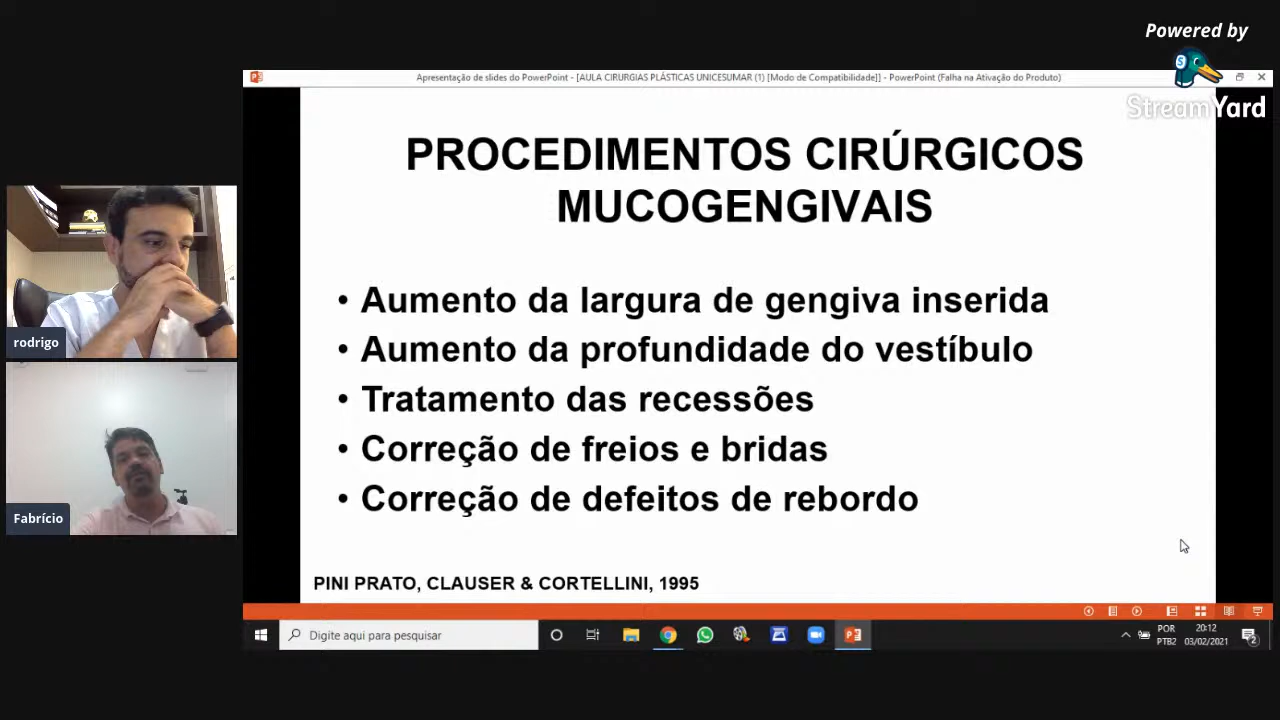 Powered by
StreamYard
Apresentação de slides do PowerPoint - [AULA CIRURGIAS PLÁSTICAS UNICESUMAR (1) [Modo de Compatibilidade]] - PowerPoint (Falha na Ativação do Produto)
PROCEDIMENTOS CIRÚRGICOS
MUCOGENGIVAIS
• Aumento da largura de gengiva inserida
• Aumento da profundidade do vestíbulo
• Tratamento das recessões
• Correção de freios e bridas
• Correção de defeitos de rebordo
PINI PRATO, CLAUSER & CORTELLINI, 1995
rodrigo
Fabrício
Digite aqui para pesquisar
POR
PTB2
20:12
03/02/2021
2